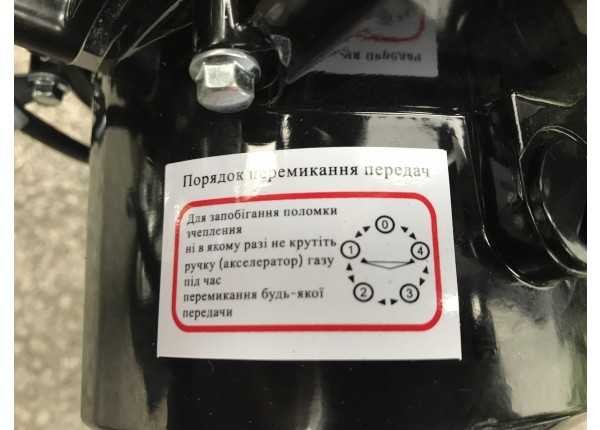 Порядок перемикання передач
Для запобігання поломки
зчеплення
ні в якому разі не крутіть
ручку (акселератор) газу
під час
перемикання будь-якої
передачи
0
1
4
2
3